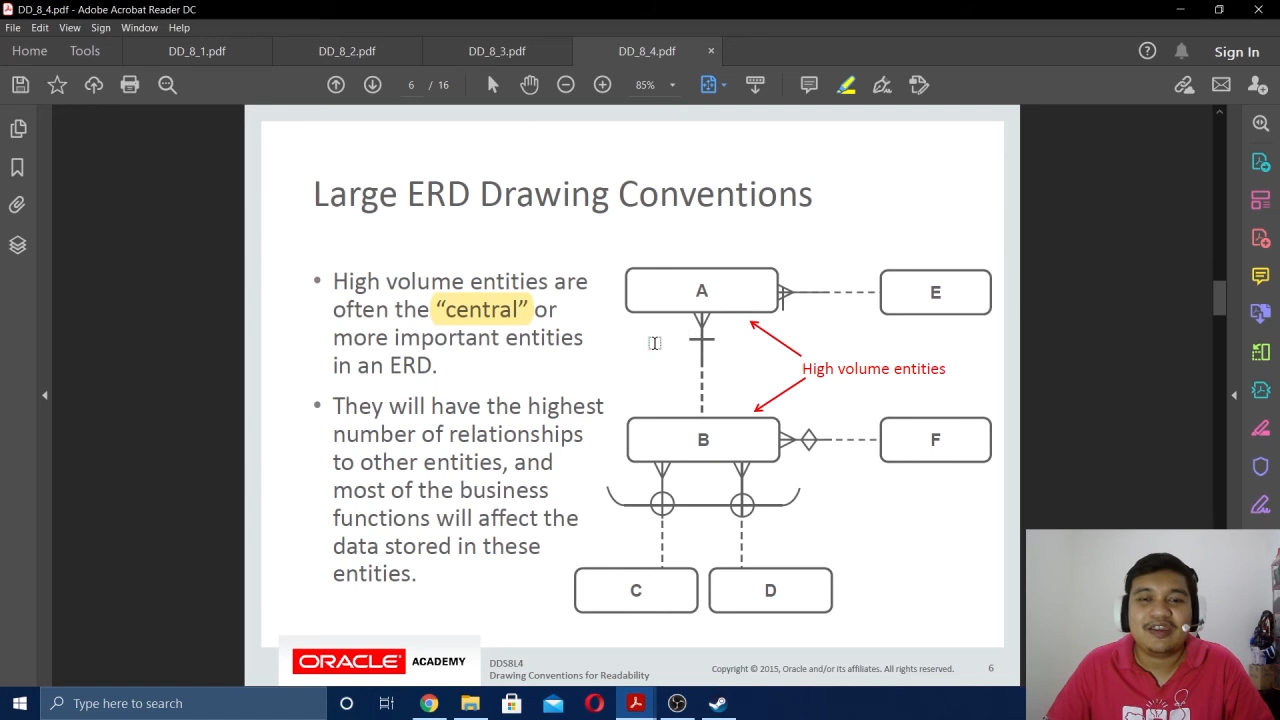 DD_8_4.pdf - Adobe Acrobat Reader DC
File Edit View Sign Window Help
Home Tools DD_8_1.pdf DD_8_2.pdf DD_8_3.pdf DD_8_4.pdf × Sign In
6 / 16 85%
Large ERD Drawing Conventions
• High volume entities are
often the “central” or
more important entities
in an ERD.
• They will have the highest
number of relationships
to other entities, and
most of the business
functions will affect the
data stored in these
entities.
A
E
High volume entities
B
F
C
D
ORACLE ACADEMY
DDS8L4
Drawing Conventions for Readability
Copyright © 2015, Oracle and/or its affiliates. All rights reserved.
6
Type here to search